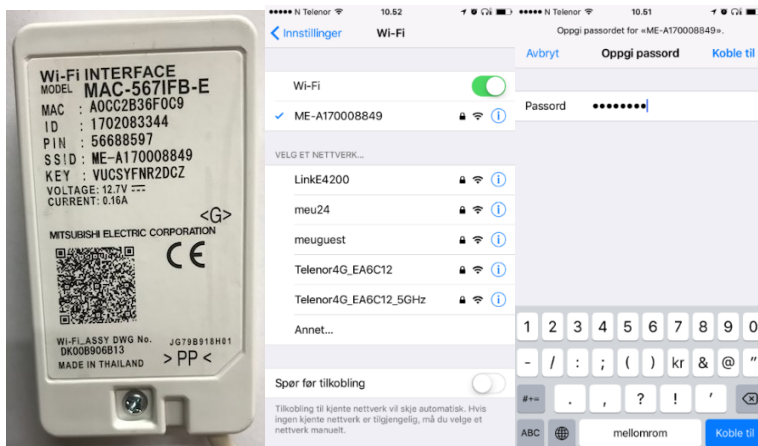 Wi-Fi INTERFACE
MODEL MAC-567IFB-E
MAC : A0CC2B36F0C9
ID : 1702083344
PIN : 56688597
SSID: ME-A170008849
KEY : VUCSYFNR2DCZ
VOLTAGE: 12.7V
CURRENT: 0.16A
<G>
MITSUBISHI ELECTRIC CORPORATION
CE
Wi-Fi_ASSY DWG No. JG79B918H01
DK00B906B13
MADE IN THAILAND >PP<
N Telenor 10.52
Innstillinger Wi-Fi
Wi-Fi
ME-A170008849
VELG ET NETTVERK...
LinkE4200
meu24
meuguest
Telenor4G_EA6C12
Telenor4G_EA6C12_5GHz
Annet...
Spør før tilkobling
Tilkobling til kjente nettverk vil skje automatisk. Hvis
ingen kjente nettverk er tilgjengelig, må du velge et
nettverk manuelt.
N Telenor 10.51
Oppgi passordet for «ME-A170008849».
Avbryt Oppgi passord Koble til
Passord ••••••••
1 2 3 4 5 6 7 8 9 0
- / : ; ( ) kr & @ "
#+= . , ? ! '
ABC mellomrom Koble til